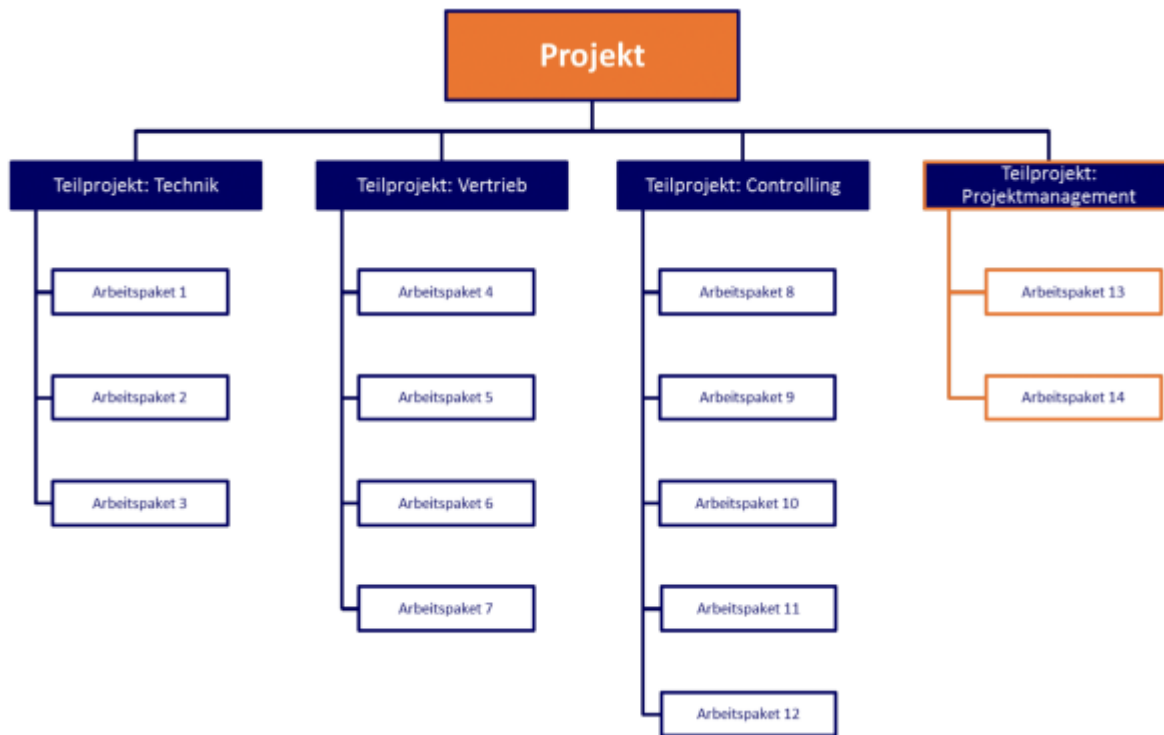 Projekt
Teilprojekt: Technik
Teilprojekt: Vertrieb
Teilprojekt: Controlling
Teilprojekt:
Projektmanagement
Arbeitspaket 1
Arbeitspaket 4
Arbeitspaket 8
Arbeitspaket 13
Arbeitspaket 2
Arbeitspaket 5
Arbeitspaket 9
Arbeitspaket 14
Arbeitspaket 3
Arbeitspaket 6
Arbeitspaket 10
Arbeitspaket 7
Arbeitspaket 11
Arbeitspaket 12